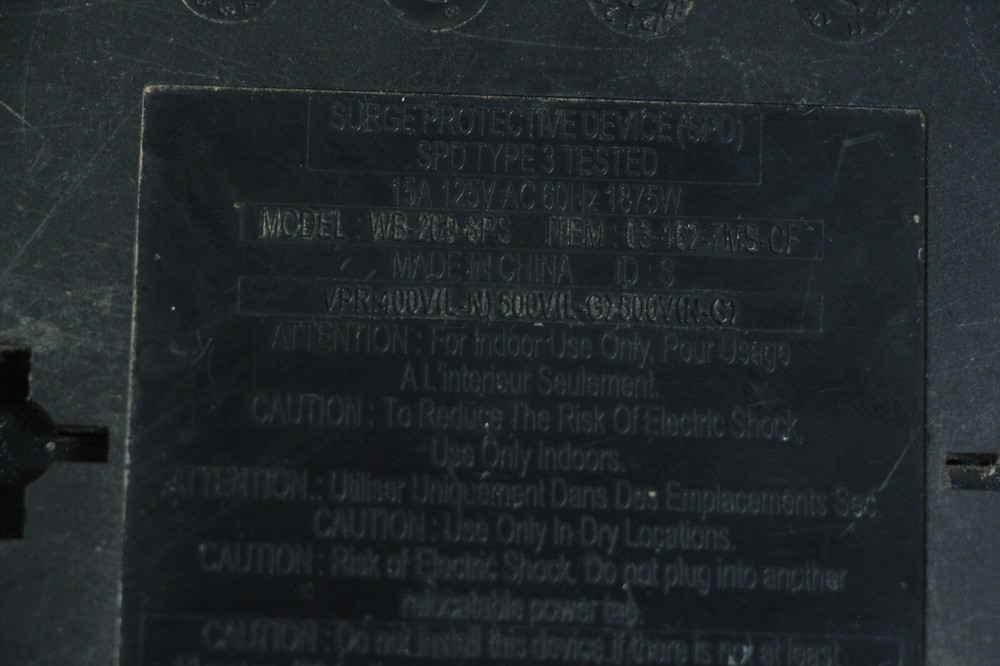 SURGE PROTECTIVE DEVICE (SPD)
SPD TYPE 3 TESTED
15A 125V AC 60Hz 1875W
MODEL : WB-200-8PS ITEM : 03-162-7MS-OF
MADE IN CHINA ID : S
VPR:400V(L-N) 500V(L-G) 600V(N-G)
ATTENTION : For Indoor Use Only. Pour Usage
A L'Interieur Seulement.
CAUTION : To Reduce The Risk Of Electric Shock,
Use Only Indoors.
ATTENTION : Utiliser Uniquement Dans Des Emplacements Sec.
CAUTION : Use Only In Dry Locations.
CAUTION : Risk of Electric Shock. Do not plug into another
relocatable power tap
CAUTION : Do not install this device if there is not at least